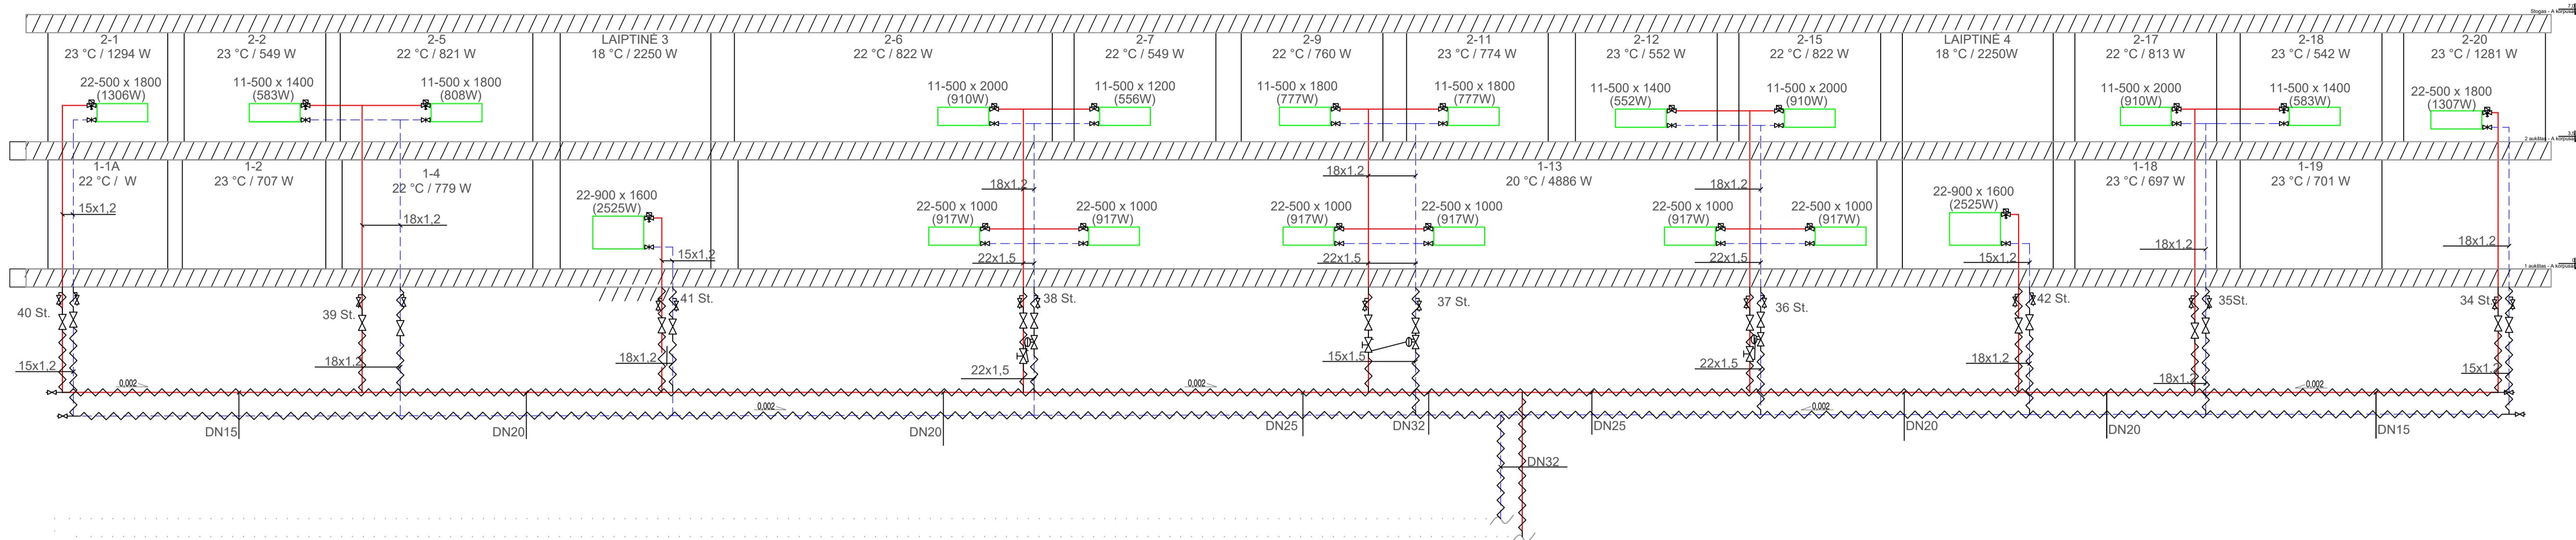 7,0
Stogas - A korpusas
2-1
23 °C / 1294 W
2-2
23 °C / 549 W
2-5
22 °C / 821 W
LAIPTINĖ 3
18 °C / 2250 W
2-6
22 °C / 822 W
2-7
22 °C / 549 W
2-9
22 °C / 760 W
2-11
23 °C / 774 W
2-12
23 °C / 552 W
2-15
22 °C / 822 W
LAIPTINĖ 4
18 °C / 2250W
2-17
22 °C / 813 W
2-18
23 °C / 542 W
2-20
23 °C / 1281 W
22-500 x 1800
(1306W)
11-500 x 1400
(583W)
11-500 x 1800
(808W)
11-500 x 2000
(910W)
11-500 x 1200
(556W)
11-500 x 1800
(777W)
11-500 x 1800
(777W)
11-500 x 1400
(552W)
11-500 x 2000
(910W)
11-500 x 2000
(910W)
11-500 x 1400
(583W)
22-500 x 1800
(1307W)
2 aukštas - A korpusas
1-1A
22 °C / W
1-2
23 °C / 707 W
1-4
22 °C / 779 W
1-13
20 °C / 4886 W
1-18
23 °C / 697 W
1-19
23 °C / 701 W
15x1,2
18x1,2
22-900 x 1600
(2525W)
15x1,2
18x1,2
22-500 x 1000
(917W)
22-500 x 1000
(917W)
22x1,5
18x1,2
22-500 x 1000
(917W)
22-500 x 1000
(917W)
22x1,5
18x1,2
22-500 x 1000
(917W)
22-500 x 1000
(917W)
22x1,5
22-900 x 1600
(2525W)
15x1,2
18x1,2
18x1,2
1 aukštas - A korpusas
40 St.
39 St.
41 St.
38 St.
37 St.
36 St.
42 St.
35St.
34 St.
15x1,2
18x1,2
18x1,2
22x1,5
15x1,5
22x1,5
18x1,2
18x1,2
15x1,2
0,002
0,002
0,002
0,002
0,002
DN15
DN20
DN20
DN25
DN32
DN25
DN20
DN20
DN15
DN32